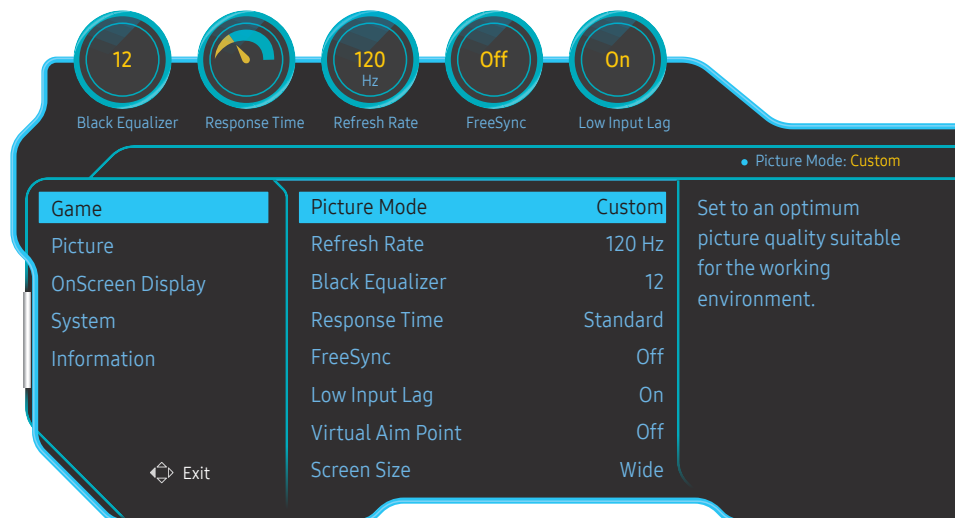 12
120
Hz
Off
On
Black Equalizer
Response Time
Refresh Rate
FreeSync
Low Input Lag
Picture Mode: Custom
Game
Picture
OnScreen Display
System
Information
Exit
Picture Mode Custom
Refresh Rate 120 Hz
Black Equalizer 12
Response Time Standard
FreeSync Off
Low Input Lag On
Virtual Aim Point Off
Screen Size Wide
Set to an optimum
picture quality suitable
for the working
environment.